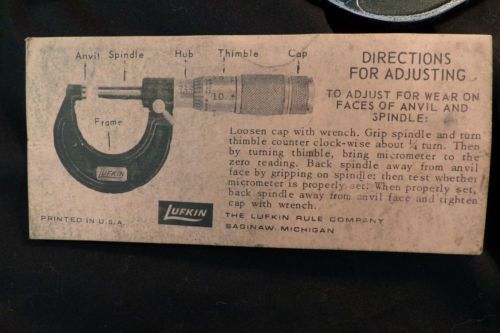 Anvil Spindle Hub Thimble Cap
Frame
LUFKIN
10
PRINTED IN U.S.A.
LUFKIN
DIRECTIONS
FOR ADJUSTING
TO ADJUST FOR WEAR ON
FACES OF ANVIL AND
SPINDLE:
Loosen cap with wrench. Grip spindle and turn
thimble counter clock-wise about ¼ turn. Then
by turning thimble, bring micrometer to the
zero reading. Back spindle away from anvil
face by gripping on spindle; then test whether
micrometer is properly set. When properly set,
back spindle away from anvil face and tighten
cap with wrench.
THE LUFKIN RULE COMPANY
SAGINAW, MICHIGAN